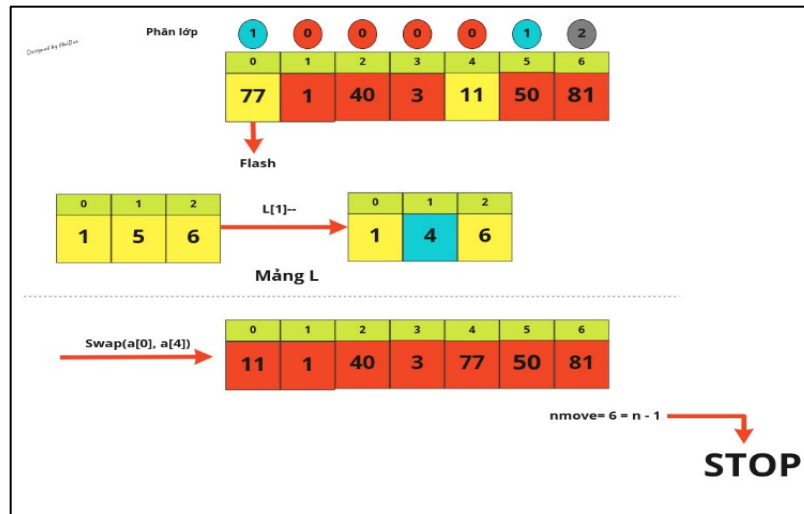 Phân lớp 1 0 0 0 0 1 2
Designed by AlexDoe
0 1 2 3 4 5 6
77 1 40 3 11 50 81
Flash
0 1 2
1 5 6
L[1]--
0 1 2
1 4 6
Mảng L
Swap(a[0], a[4])
0 1 2 3 4 5 6
11 1 40 3 77 50 81
nmove= 6 = n - 1
STOP